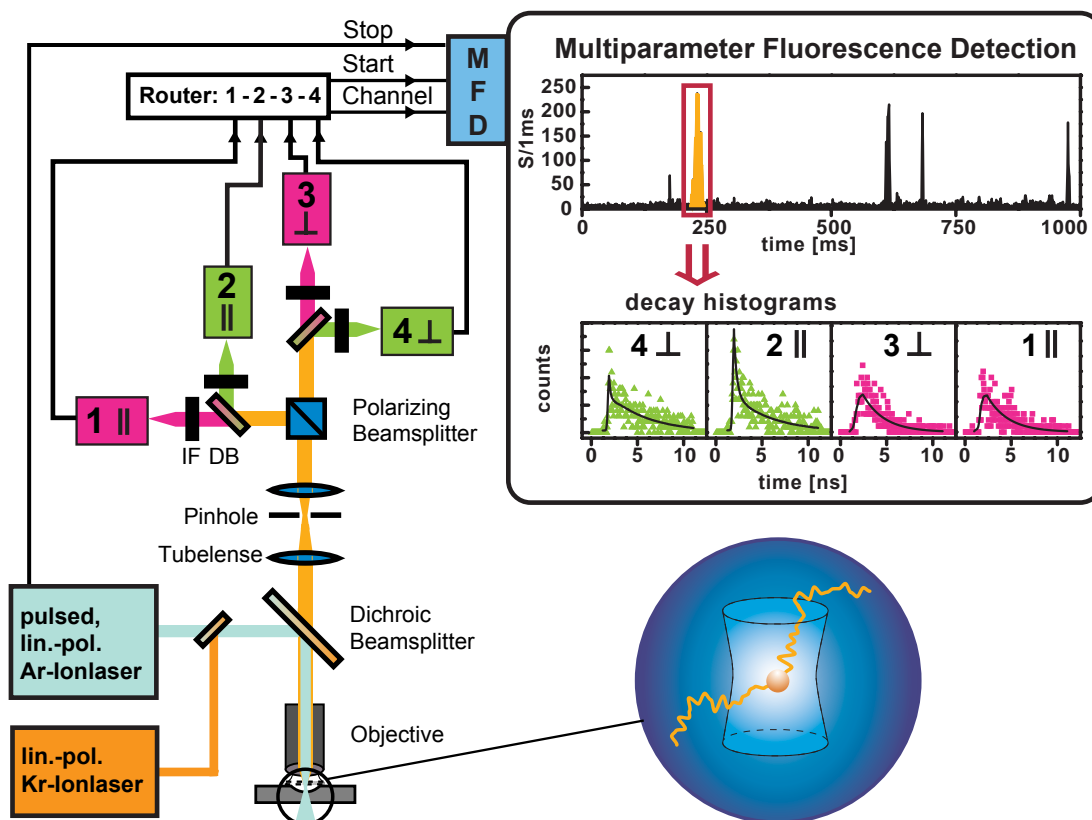 Stop
Start
Channel
Router: 1 - 2 - 3 - 4
M
F
D
Multiparameter Fluorescence Detection
S/1ms
250
200
150
100
50
0
0 250 500 750 1000
time [ms]
decay histograms
counts
4 ⊥
2 ||
3 ⊥
1 ||
0 5 10 0 5 10 0 5 10 0 5 10
time [ns]
3
⊥
2
||
4 ⊥
1 ||
IF DB
Polarizing
Beamsplitter
Pinhole
Tubelense
Dichroic
Beamsplitter
pulsed,
lin.-pol.
Ar-Ionlaser
Objective
lin.-pol.
Kr-Ionlaser